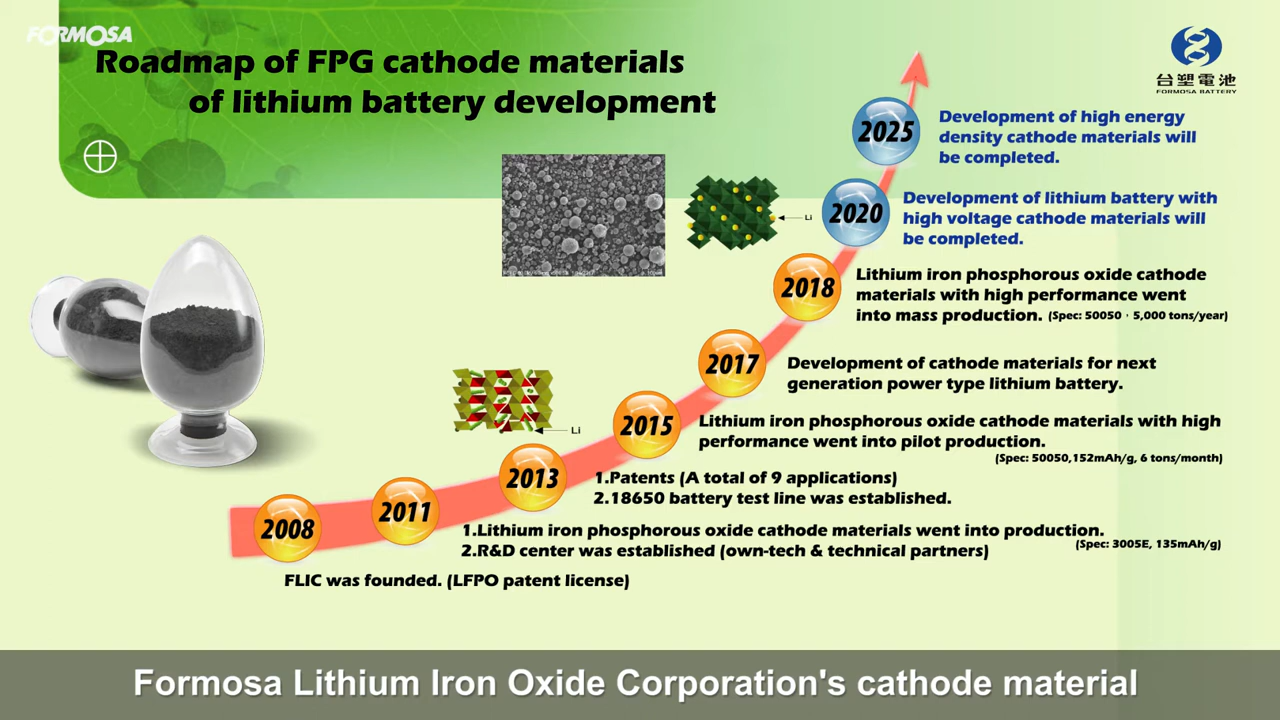 FORMOSA
Roadmap of FPG cathode materials
of lithium battery development
台塑電池
FORMOSA BATTERY
2025
Development of high energy
density cathode materials will
be completed.
2020
Development of lithium battery with
high voltage cathode materials will
be completed.
Li
2018
Lithium iron phosphorous oxide cathode
materials with high performance went
into mass production. (Spec: 50050,5,000 tons/year)
2017
Development of cathode materials for next
generation power type lithium battery.
2015
Lithium iron phosphorous oxide cathode materials with high
performance went into pilot production.
(Spec: 50050,152mAh/g, 6 tons/month)
Li
2013
1.Patents (A total of 9 applications)
2.18650 battery test line was established.
2011
1.Lithium iron phosphorous oxide cathode materials went into production.
2.R&D center was established (own-tech & technical partners)
(Spec: 3005E, 135mAh/g)
2008
FLIC was founded. (LFPO patent license)
Formosa Lithium Iron Oxide Corporation's cathode material